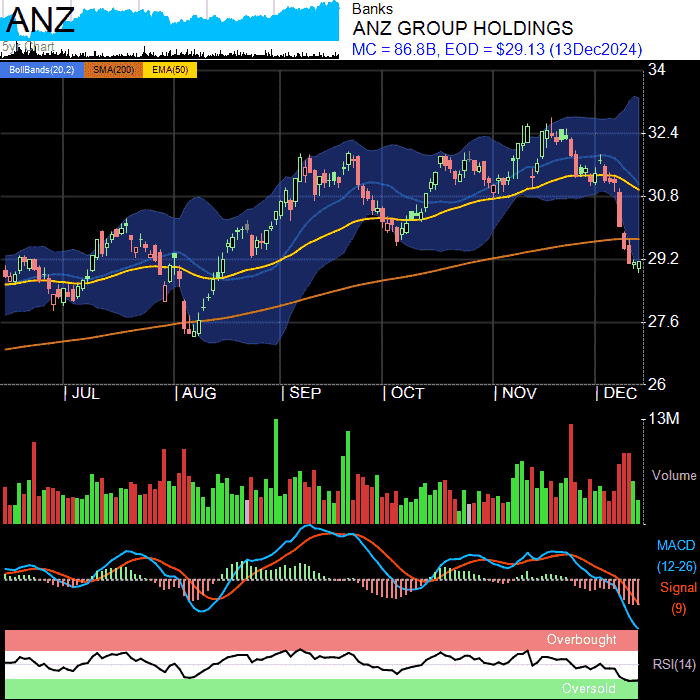 ANZ
5yr Chart
Banks
ANZ GROUP HOLDINGS
MC = 86.8B, EOD = $29.13 (13Dec2024)
BollBands(20,2) SMA(200) EMA(50)
34
32.4
30.8
29.2
27.6
26
JUL AUG SEP OCT NOV DEC
13M
Volume
MACD
(12-26)
Signal
(9)
Overbought
RSI(14)
Oversold